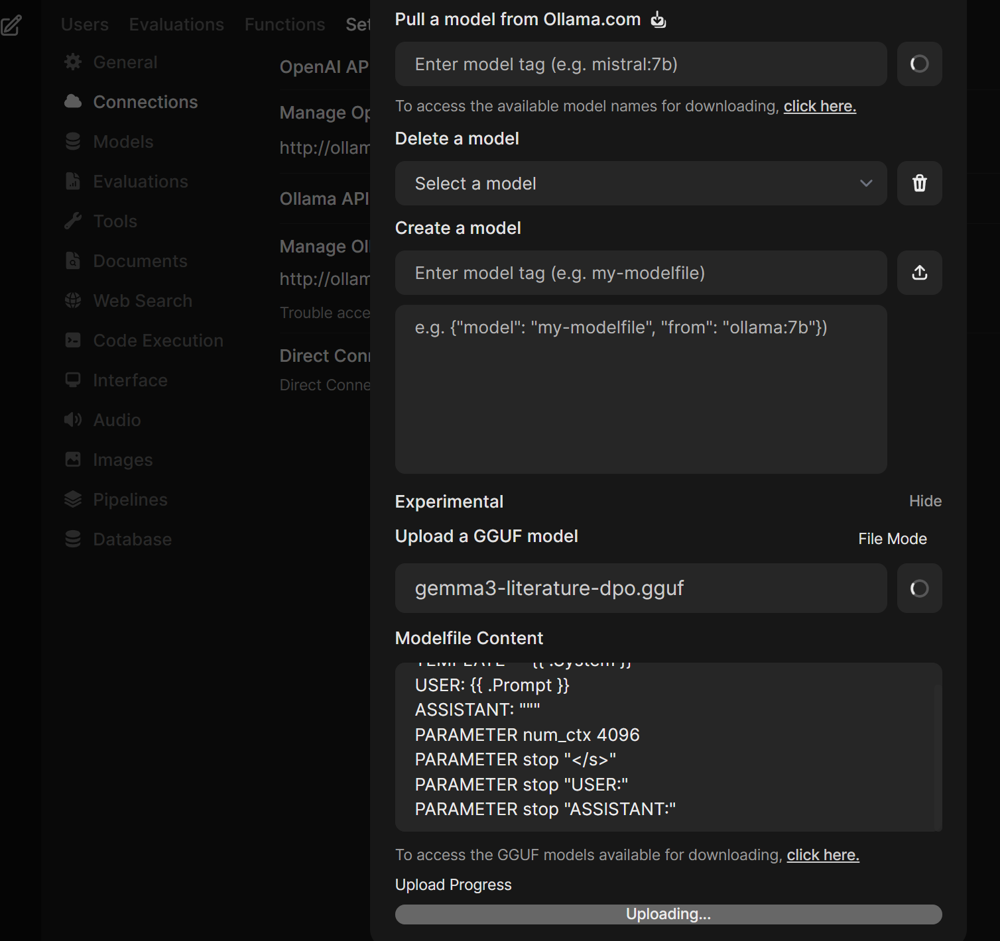 Users Evaluations Functions Set
General
Connections
Models
Evaluations
Tools
Documents
Web Search
Code Execution
Interface
Audio
Images
Pipelines
Database
OpenAI AP
Manage Op
http://ollam
Ollama API
Manage Oll
http://ollam
Trouble acce
Direct Conn
Direct Conne
Pull a model from Ollama.com
Enter model tag (e.g. mistral:7b)
To access the available model names for downloading, click here.
Delete a model
Select a model
Create a model
Enter model tag (e.g. my-modelfile)
e.g. {"model": "my-modelfile", "from": "ollama:7b"})
Experimental Hide
Upload a GGUF model File Mode
gemma3-literature-dpo.gguf
Modelfile Content
TEMPLATE """{{ .System }}
USER: {{ .Prompt }}
ASSISTANT: """
PARAMETER num_ctx 4096
PARAMETER stop "</s>"
PARAMETER stop "USER:"
PARAMETER stop "ASSISTANT:"
To access the GGUF models available for downloading, click here.
Upload Progress
Uploading...